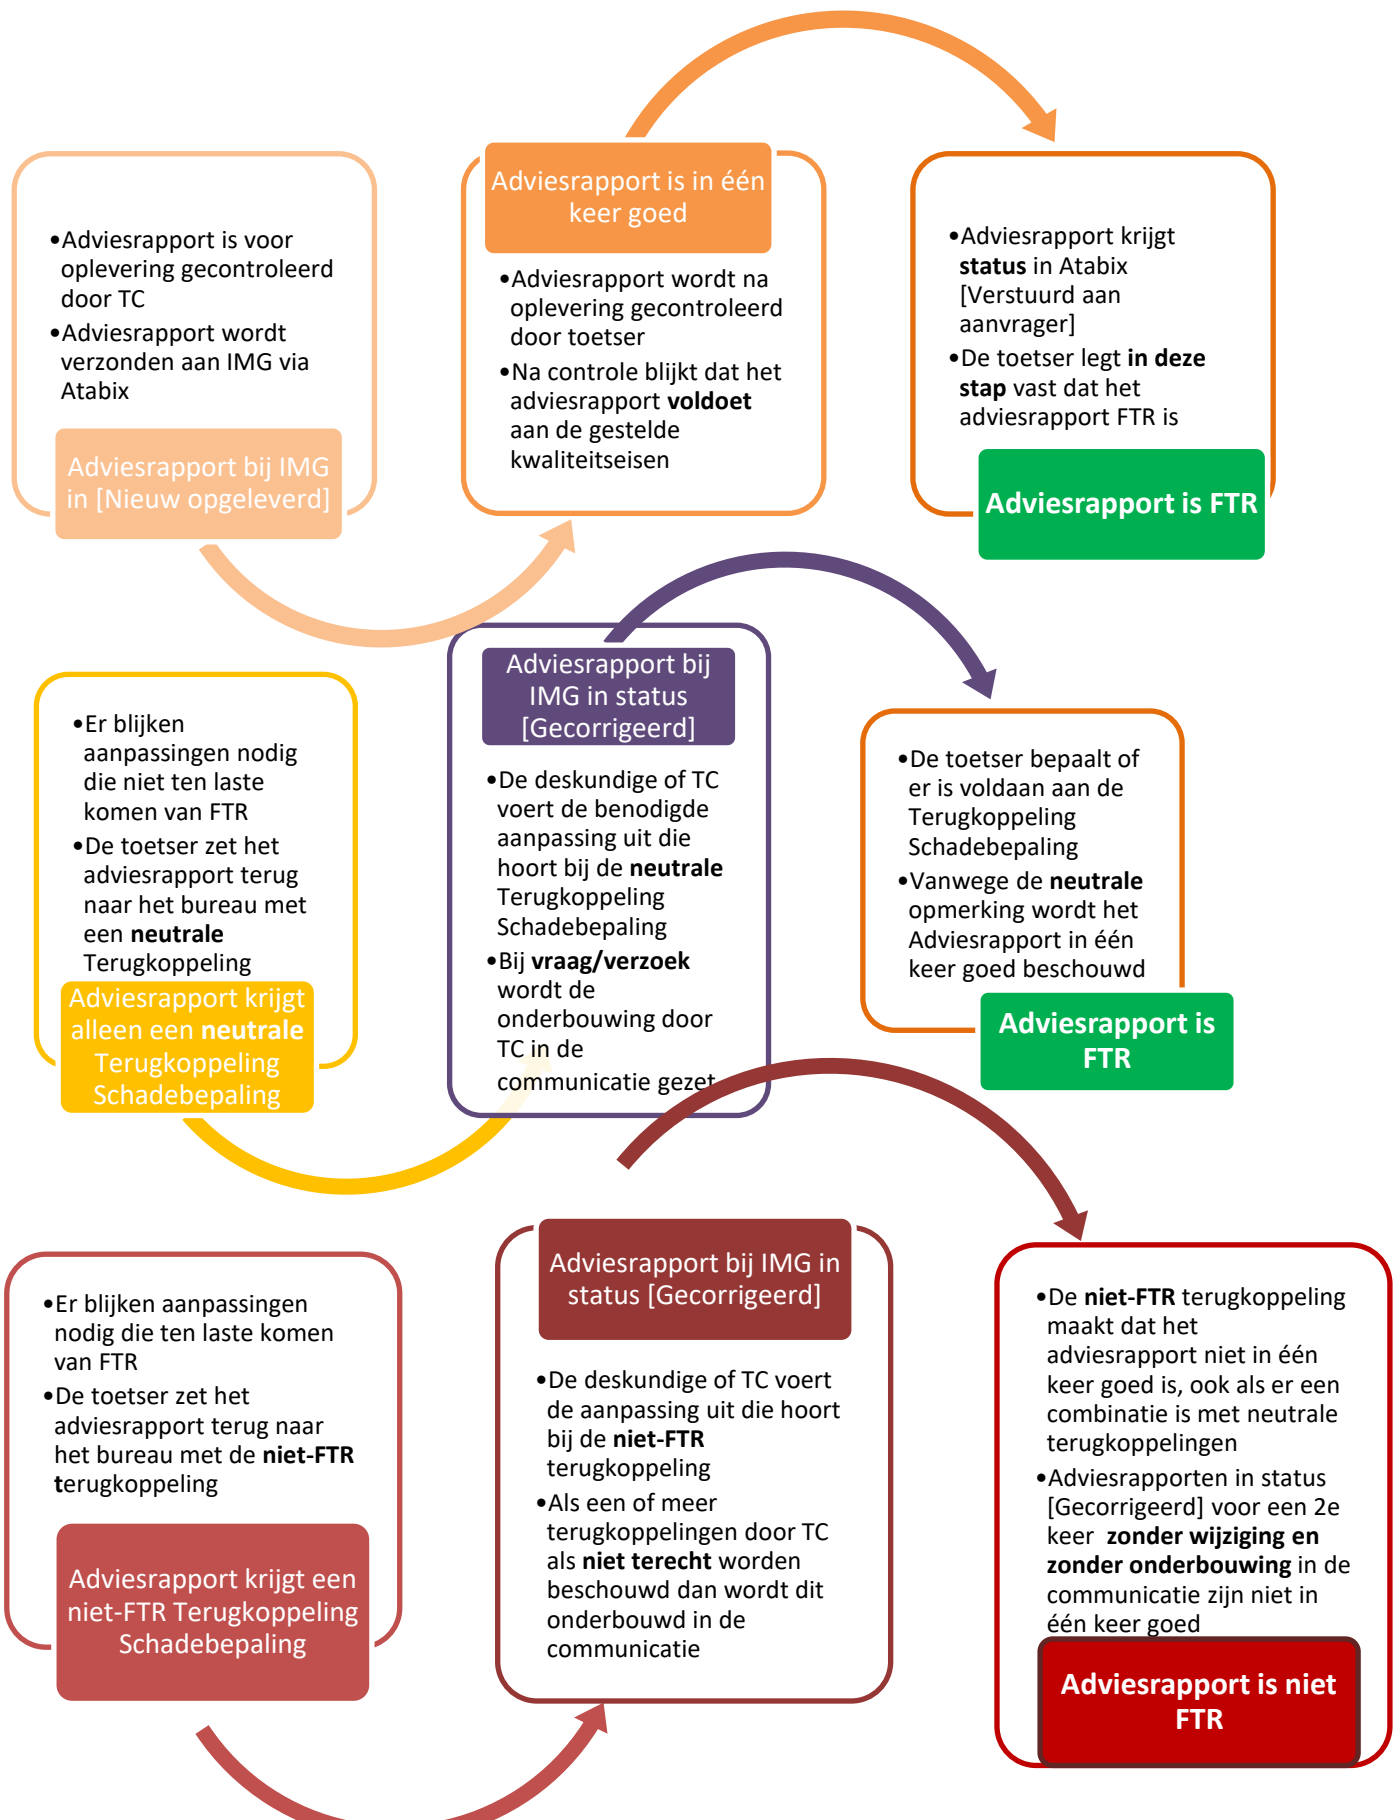 •Adviesrapport is voor
oplevering gecontroleerd
door TC
•Adviesrapport wordt
verzonden aan IMG via
Atabix
Adviesrapport bij IMG
in [Nieuw opgeleverd]
Adviesrapport is in één
keer goed
•Adviesrapport wordt na
oplevering gecontroleerd
door toetser
•Na controle blijkt dat het
adviesrapport voldoet
aan de gestelde
kwaliteitseisen
•Adviesrapport krijgt
status in Atabix
[Verstuurd aan
aanvrager]
•De toetser legt in deze
stap vast dat het
adviesrapport FTR is
Adviesrapport is FTR
•Er blijken
aanpassingen nodig
die niet ten laste
komen van FTR
•De toetser zet het
adviesrapport terug
naar het bureau met
een neutrale
Terugkoppeling
Adviesrapport krijgt
alleen een neutrale
Terugkoppeling
Schadebepaling
Adviesrapport bij
IMG in status
[Gecorrigeerd]
•De deskundige of TC
voert de benodigde
aanpassing uit die
hoort bij de neutrale
Terugkoppeling
Schadebepaling
•Bij vraag/verzoek
wordt de
onderbouwing door
TC in de
communicatie gezet
•De toetser bepaalt of
er is voldaan aan de
Terugkoppeling
Schadebepaling
•Vanwege de neutrale
opmerking wordt het
Adviesrapport in één
keer goed beschouwd
Adviesrapport is
FTR
•Er blijken aanpassingen
nodig die ten laste komen
van FTR
•De toetser zet het
adviesrapport terug naar
het bureau met de niet-FTR
terugkoppeling
Adviesrapport krijgt een
niet-FTR Terugkoppeling
Schadebepaling
Adviesrapport bij IMG in
status [Gecorrigeerd]
•De deskundige of TC voert
de aanpassing uit die hoort
bij de niet-FTR
terugkoppeling
•Als een of meer
terugkoppelingen door TC
als niet terecht worden
beschouwd dan wordt dit
onderbouwd in de
communicatie
•De niet-FTR terugkoppeling
maakt dat het
adviesrapport niet in één
keer goed is, ook als er een
combinatie is met neutrale
terugkoppelingen
•Adviesrapporten in status
[Gecorrigeerd] voor een 2e
keer  zonder wijziging en
zonder onderbouwing in de
communicatie zijn niet in
één keer goed
Adviesrapport is niet
FTR